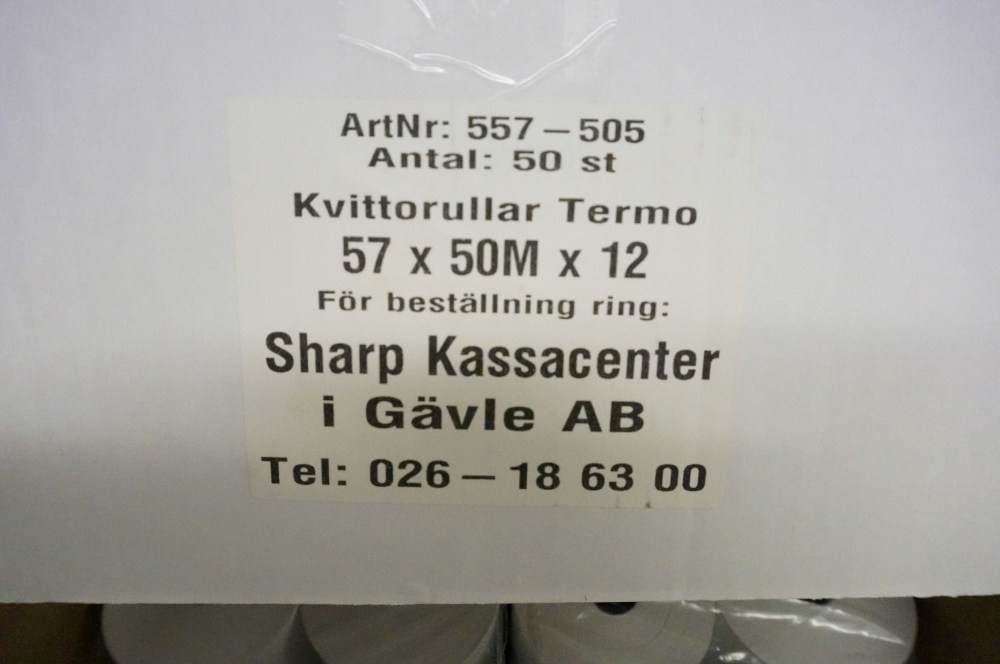 ArtNr: 557–505
Antal: 50 st
Kvittorullar Termo
57 x 50M x 12
För beställning ring:
Sharp Kassacenter
i Gävle AB
Tel: 026–18 63 00